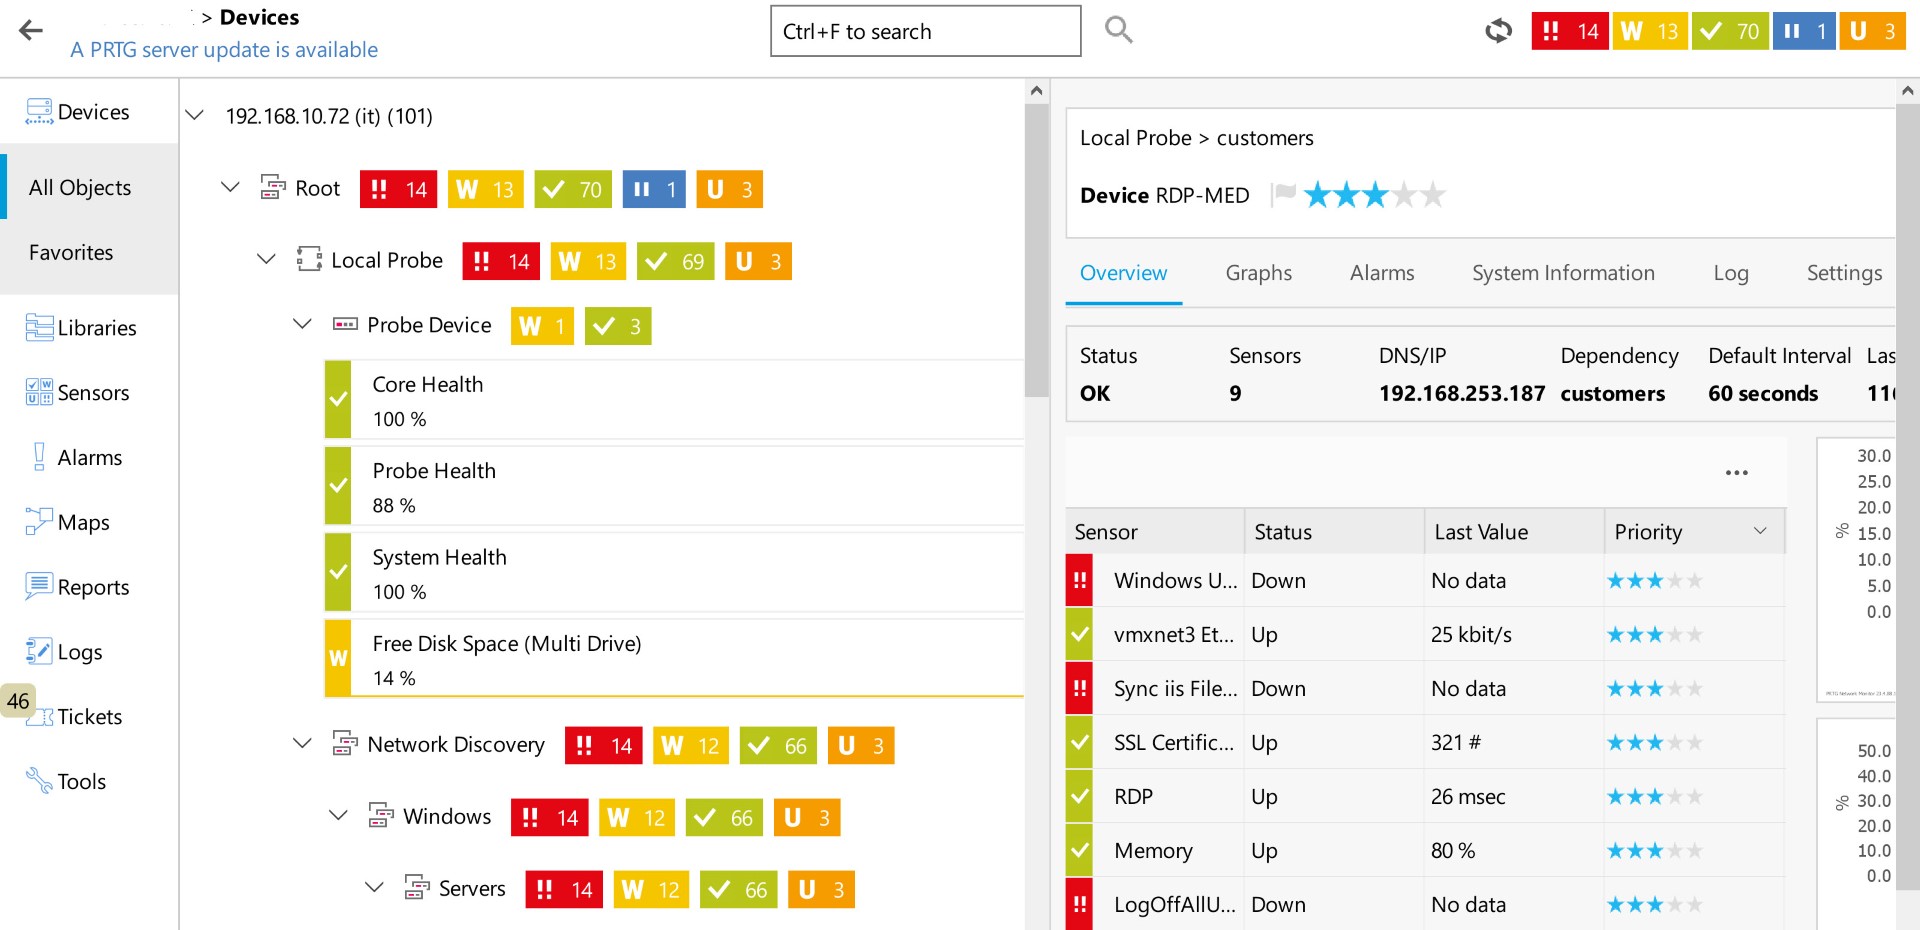 > Devices
A PRTG server update is available
Ctrl+F to search
!! 14 W 13 70 1 U 3
Devices
All Objects
Favorites
Libraries
Sensors
Alarms
Maps
Reports
Logs
46
Tickets
Tools
192.168.10.72 (it) (101)
Root !! 14 W 13 70 1 U 3
Local Probe !! 14 W 13 69 U 3
Probe Device W 1 3
Core Health
100 %
Probe Health
88 %
System Health
100 %
W Free Disk Space (Multi Drive)
14 %
Network Discovery !! 14 W 12 66 U 3
Windows !! 14 W 12 66 U 3
Servers !! 14 W 12 66 U 3
Local Probe > customers
Device RDP-MED
Overview Graphs Alarms System Information Log Settings
Status Sensors DNS/IP Dependency Default Interval Las
OK 9 192.168.253.187 customers 60 seconds 116
...
Sensor Status Last Value Priority
!! Windows U... Down No data
vmxnet3 Et... Up 25 kbit/s
!! Sync iis File... Down No data
SSL Certific... Up 321 #
RDP Up 26 msec
Memory Up 80 %
!! LogOffAllU... Down No data
30.0
25.0
20.0
% 15.0
10.0
5.0
0.0
50.0
40.0
% 30.0
20.0
10.0
0.0